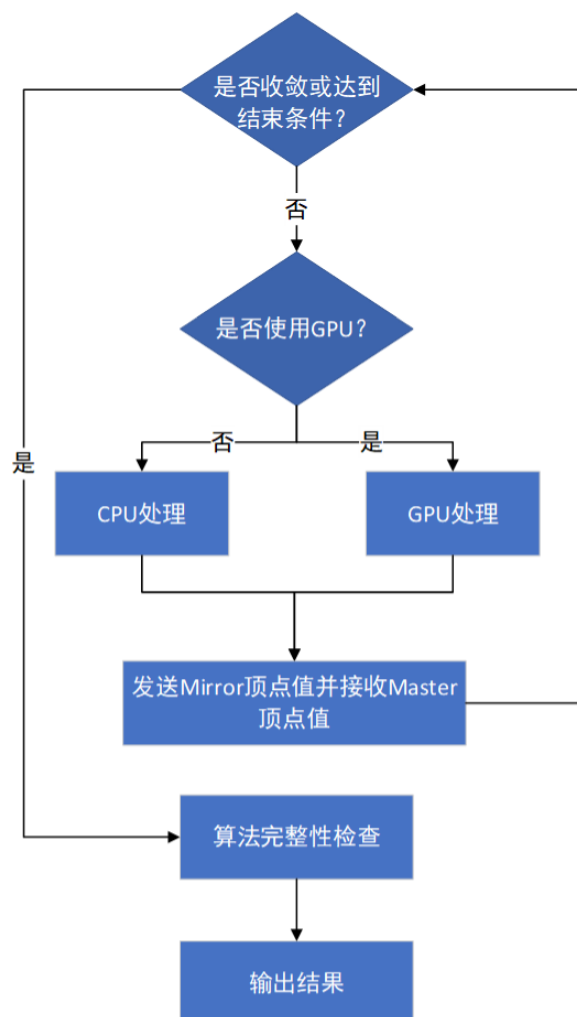 是否收敛或达到
结束条件？
否
是否使用GPU？
否
是
是
CPU处理
GPU处理
发送Mirror顶点值并接收Master
顶点值
算法完整性检查
输出结果